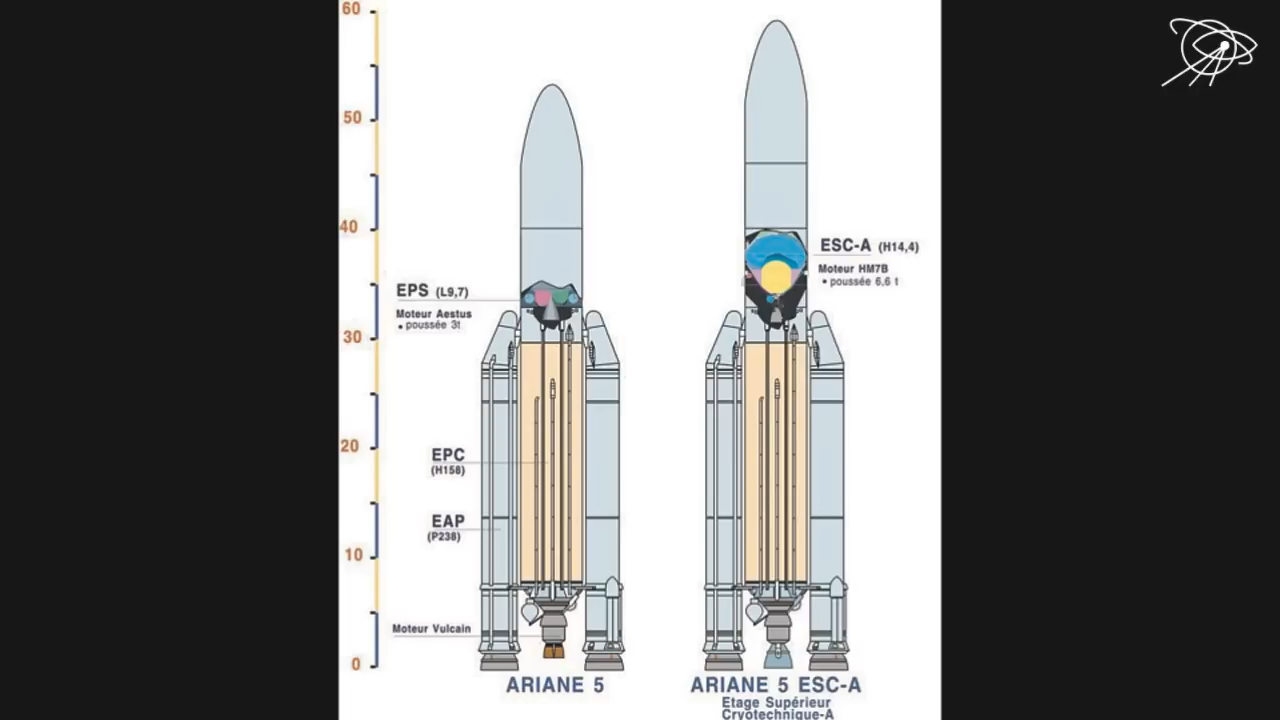 60
50
40
30
20
10
0
EPS (L9,7)
Moteur Aestus
• poussée 3t
EPC
(H158)
EAP
(P238)
Moteur Vulcain
ARIANE 5
ESC-A (H14,4)
Moteur HM7B
• poussée 6,6 t
ARIANE 5 ESC-A
Etage Supérieur
Cryotechnique-A